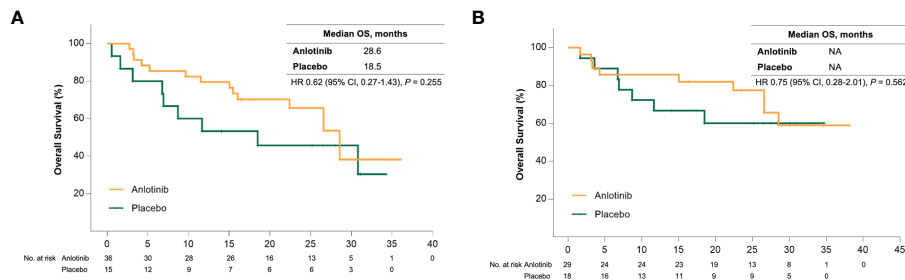 A
Median OS, months
Anlotinib 28.6
Placebo 18.5
HR 0.62 (95% CI, 0.27-1.43), P = 0.255
Overall Survival (%)
100
80
60
40
20
Anlotinib
Placebo
0 5 10 15 20 25 30 35 40
No. at risk Anlotinib 36 30 28 26 16 13 5 1 0
Placebo 15 12 9 7 6 6 3 0
B
Median OS, months
Anlotinib NA
Placebo NA
HR 0.75 (95% CI, 0.28-2.01), P = 0.562
Overall Survival (%)
100
80
60
40
20
Anlotinib
Placebo
0 5 10 15 20 25 30 35 40 45
No. at risk Anlotinib 29 24 24 23 19 13 8 1 0
Placebo 18 16 13 11 9 9 5 0